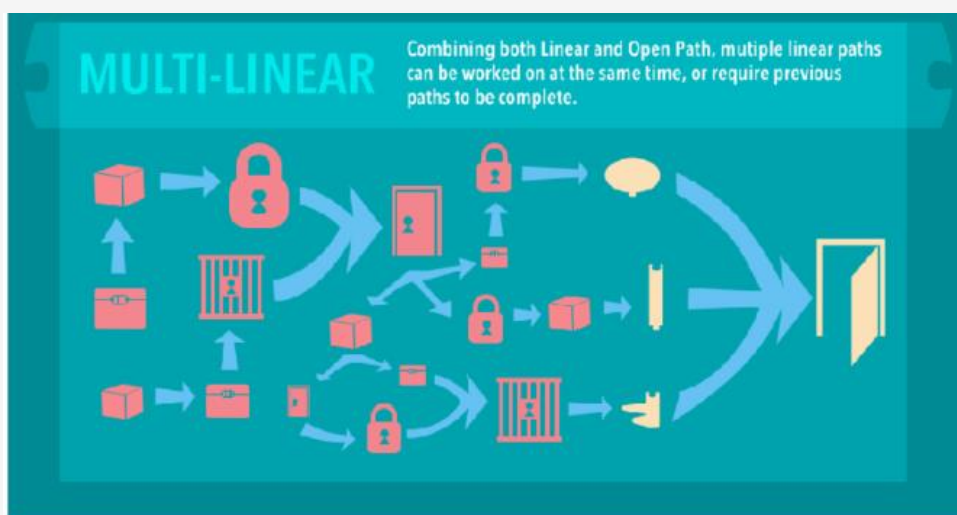 MULTI-LINEAR
Combining both Linear and Open Path, mutiple linear paths
can be worked on at the same time, or require previous
paths to be complete.